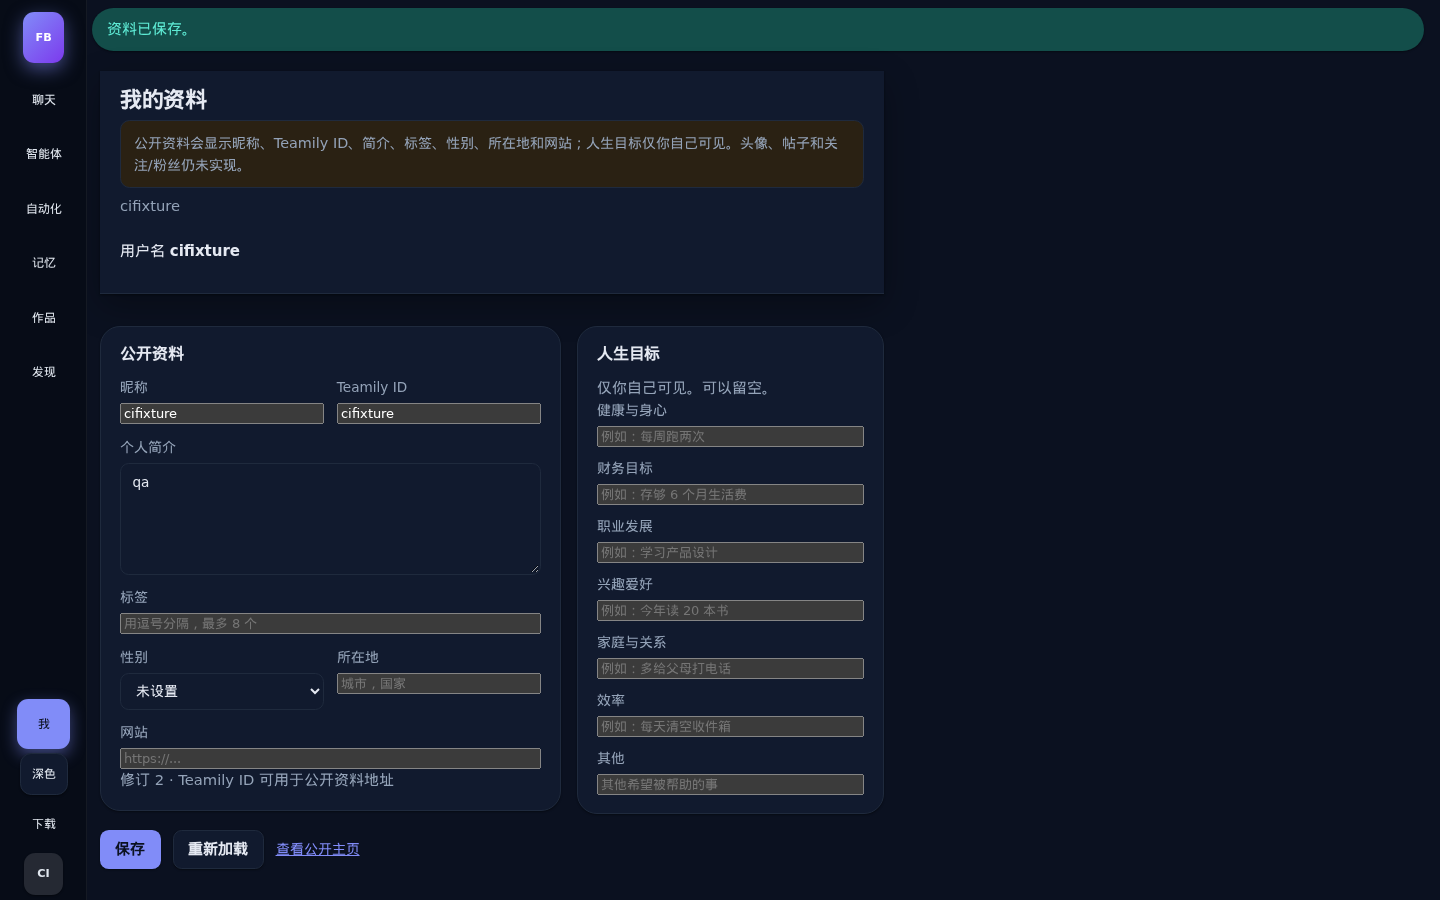 FB
聊天
智能体
自动化
记忆
作品
发现
我
深色
下载
CI
资料已保存。
我的资料
公开资料会显示昵称、Teamily ID、简介、标签、性别、所在地和网站；人生目标仅你自己可见。头像、帖子和关
注/粉丝仍未实现。
cifixture
用户名 cifixture
公开资料
昵称
Teamily ID
cifixture
cifixture
个人简介
qa
标签
用逗号分隔，最多 8 个
性别
所在地
未设置
城市，国家
网站
https://...
修订 2 · Teamily ID 可用于公开资料地址
人生目标
仅你自己可见。可以留空。
健康与身心
例如：每周跑两次
财务目标
例如：存够 6 个月生活费
职业发展
例如：学习产品设计
兴趣爱好
例如：今年读 20 本书
家庭与关系
例如：多给父母打电话
效率
例如：每天清空收件箱
其他
其他希望被帮助的事
保存
重新加载
查看公开主页